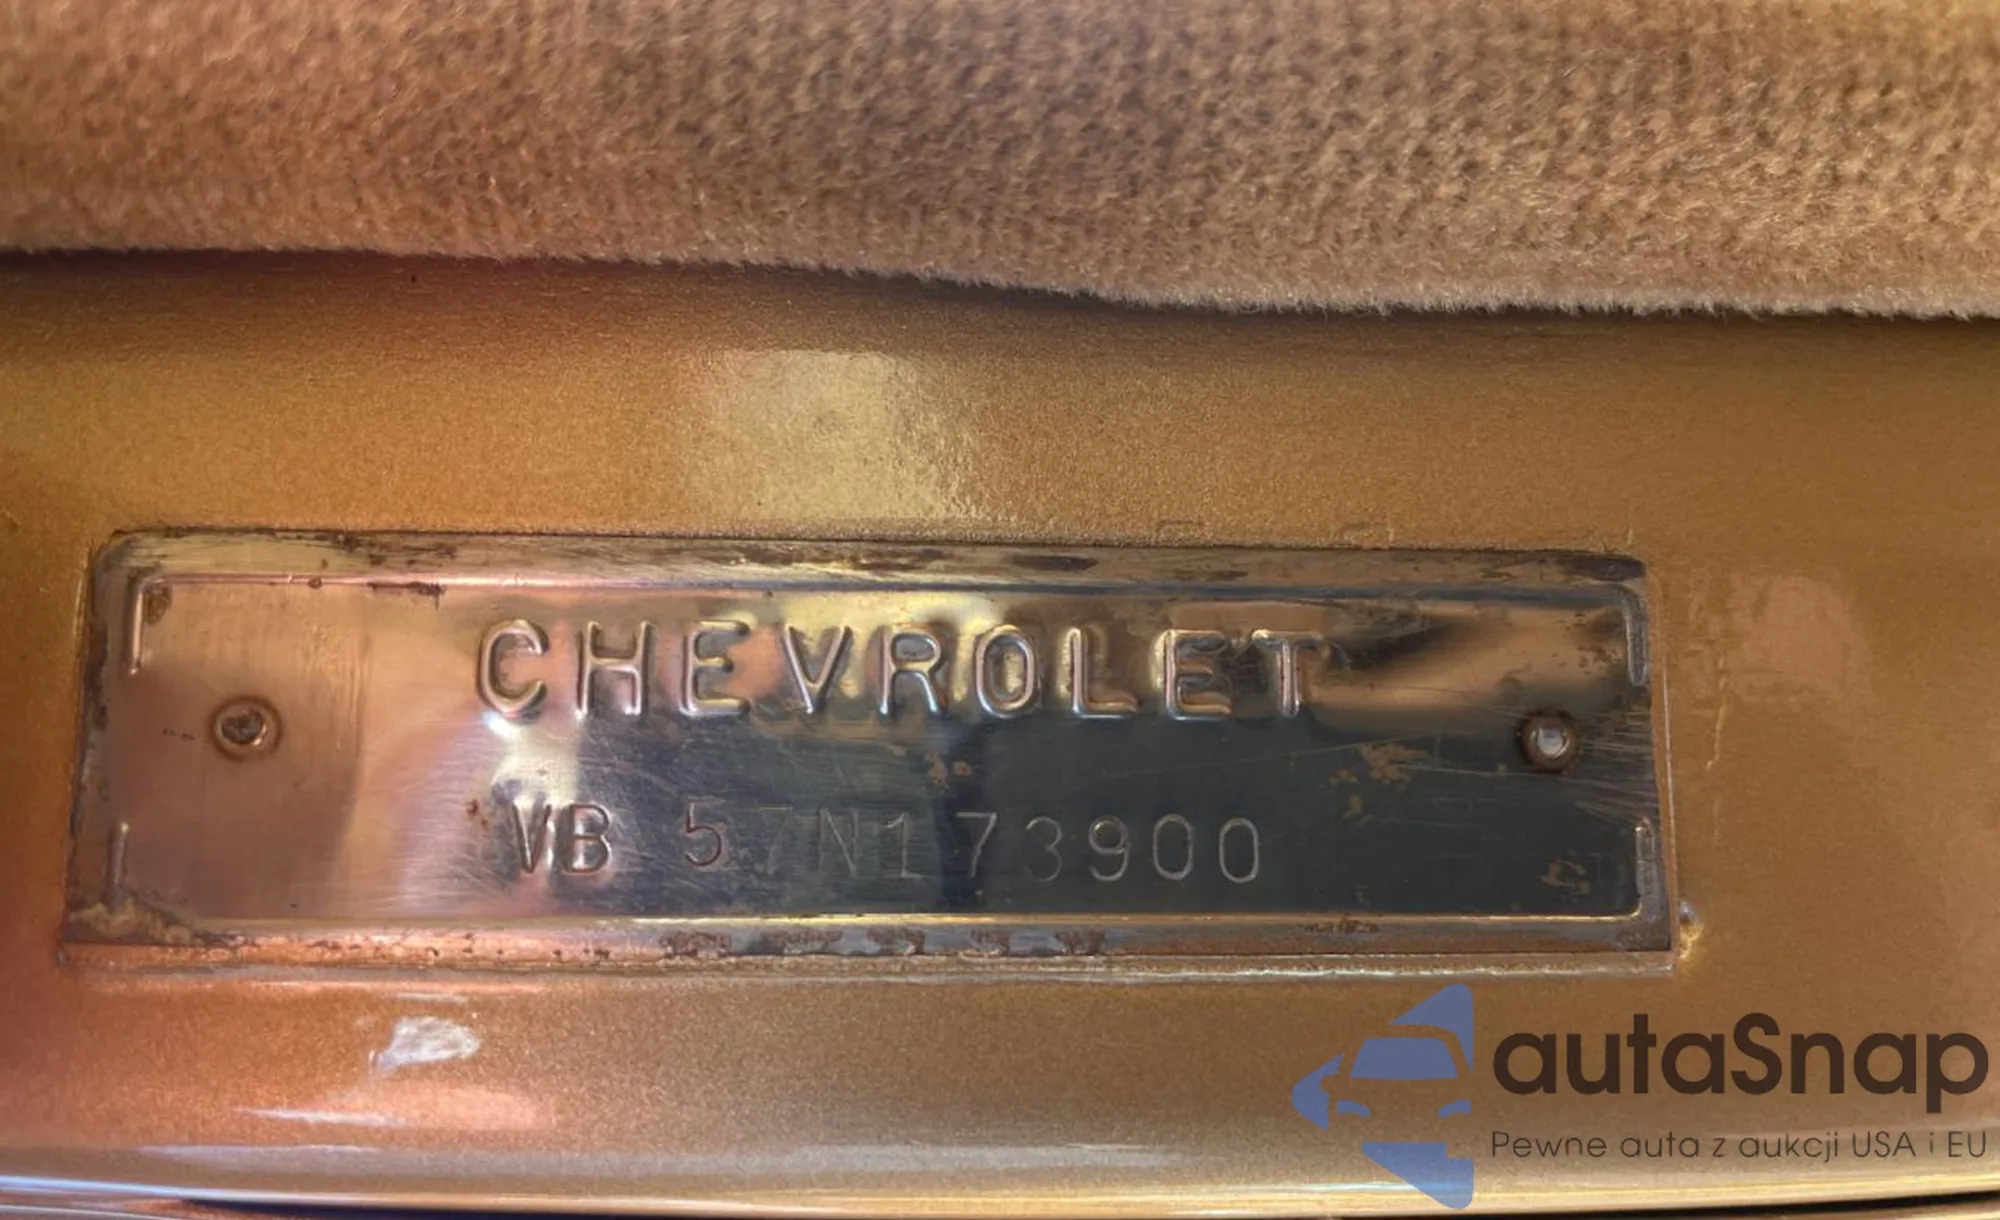 CHEVROLET
VB 57N173900
autaSnap
Pewne auta z aukcji USA i EU